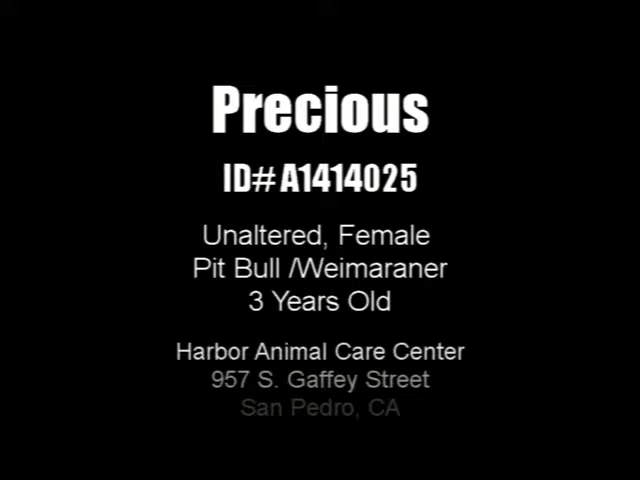 Precious
ID# A1414025
Unaltered, Female
Pit Bull /Weimaraner
3 Years Old
Harbor Animal Care Center
957 S. Gaffey Street
San Pedro, CA